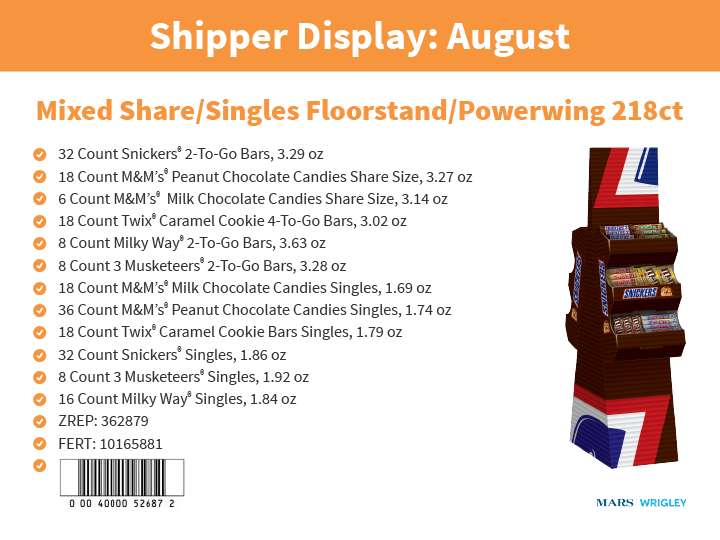 Shipper Display: August
Mixed Share/Singles Floorstand/Powerwing 218ct
32 Count Snickers® 2-To-Go Bars, 3.29 oz
18 Count M&M's® Peanut Chocolate Candies Share Size, 3.27 oz
6 Count M&M's® Milk Chocolate Candies Share Size, 3.14 oz
18 Count Twix® Caramel Cookie 4-To-Go Bars, 3.02 oz
8 Count Milky Way® 2-To-Go Bars, 3.63 oz
8 Count 3 Musketeers® 2-To-Go Bars, 3.28 oz
18 Count M&M's® Milk Chocolate Candies Singles, 1.69 oz
36 Count M&M's® Peanut Chocolate Candies Singles, 1.74 oz
18 Count Twix® Caramel Cookie Bars Singles, 1.79 oz
32 Count Snickers® Singles, 1.86 oz
8 Count 3 Musketeers® Singles, 1.92 oz
16 Count Milky Way® Singles, 1.84 oz
ZREP: 362879
FERT: 10165881
0 00 40000 52687 2
SNICKERS
SNICKERS
MARS WRIGLEY